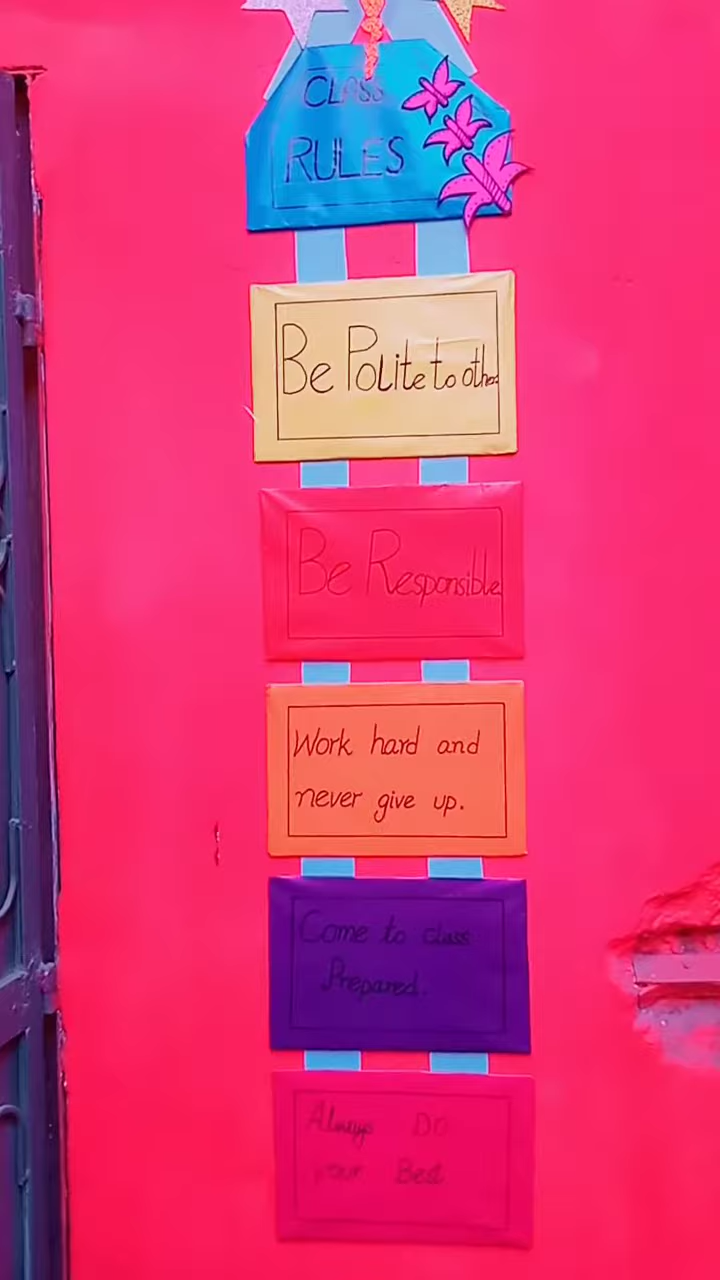 CLASS
RULES
Be Polite to others
Be Responsible
Work hard and
never give up.
Come to class
Prepared.
Always Do
your Best